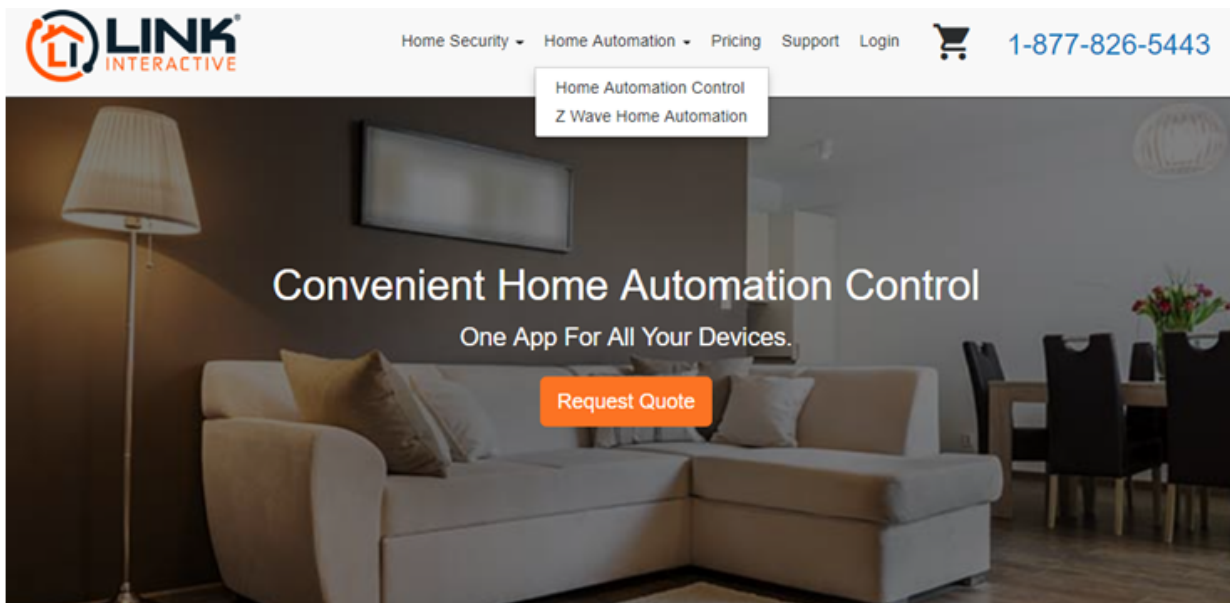 LINK
INTERACTIVE
Home Security Home Automation Pricing Support Login 1-877-826-5443
Home Automation Control
Z Wave Home Automation
Convenient Home Automation Control
One App For All Your Devices.
Request Quote